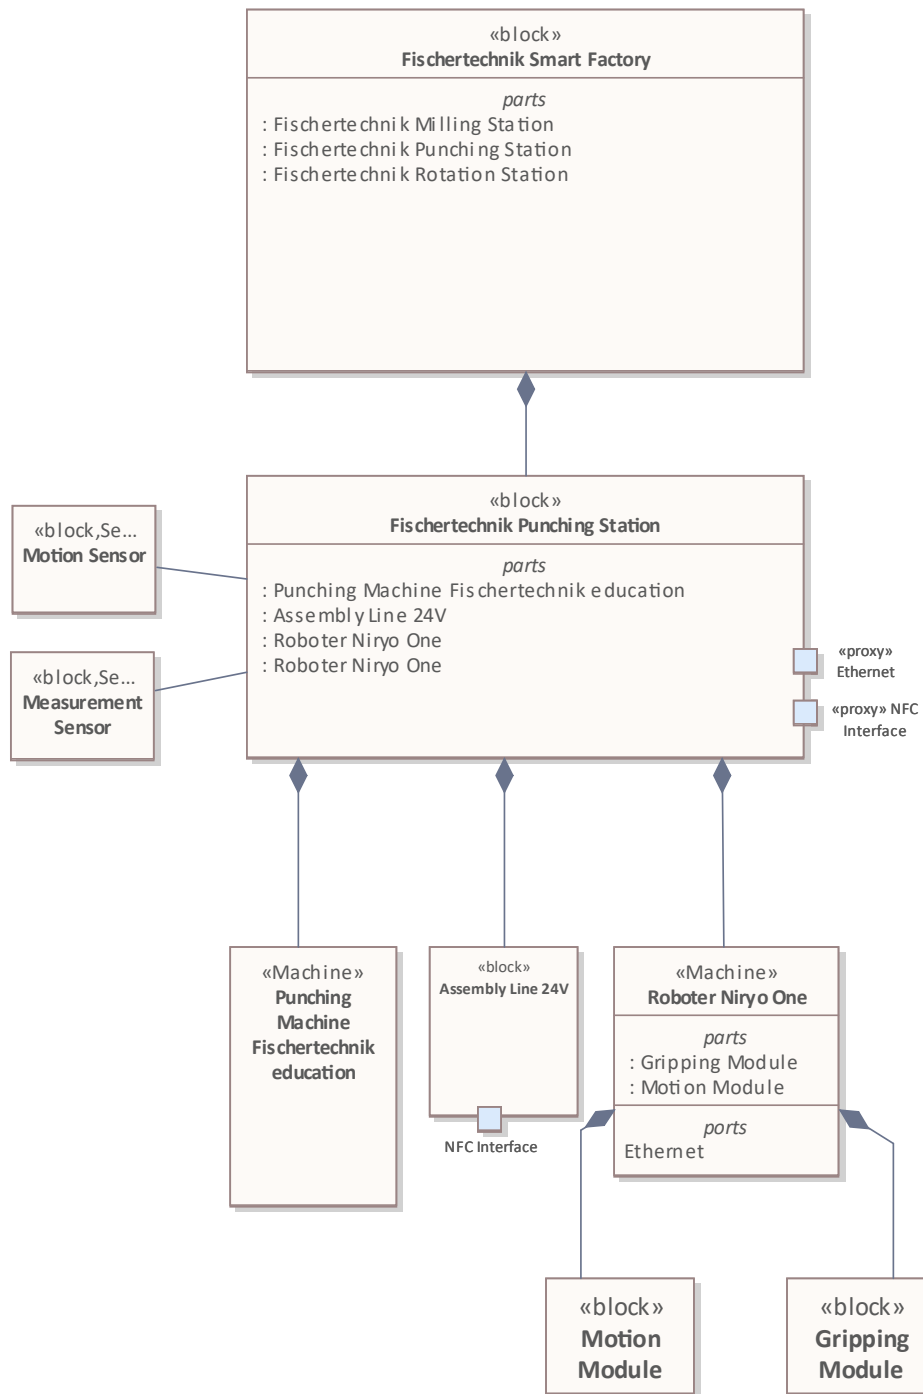 «block»
Fischertechnik Smart Factory
parts
: Fischertechnik Milling Station
: Fischertechnik Punching Station
: Fischertechnik Rotation Station
«block»
Fischertechnik Punching Station
parts
: Punching Machine Fischertechnik education
: Assembly Line 24V
: Roboter Niryo One
: Roboter Niryo One
«block,Se...
Motion Sensor
«block,Se...
Measurement
Sensor
«proxy»
Ethernet
«proxy» NFC
Interface
«Machine»
Punching
Machine
Fischertechnik
education
«block»
Assembly Line 24V
NFC Interface
«Machine»
Roboter Niryo One
parts
: Gripping Module
: Motion Module
parts
Ethernet
«block»
Motion
Module
«block»
Gripping
Module